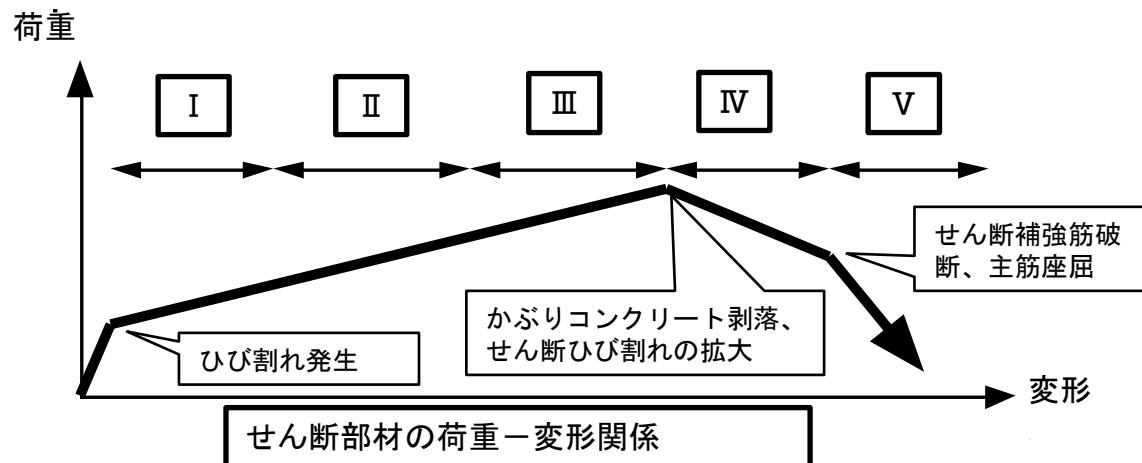 荷重
Ⅰ
Ⅱ
Ⅲ
Ⅳ
Ⅴ
せん断補強筋破
断、主筋座屈
かぶりコンクリート剥落、
せん断ひび割れの拡大
ひび割れ発生
変形
せん断部材の荷重－変形関係